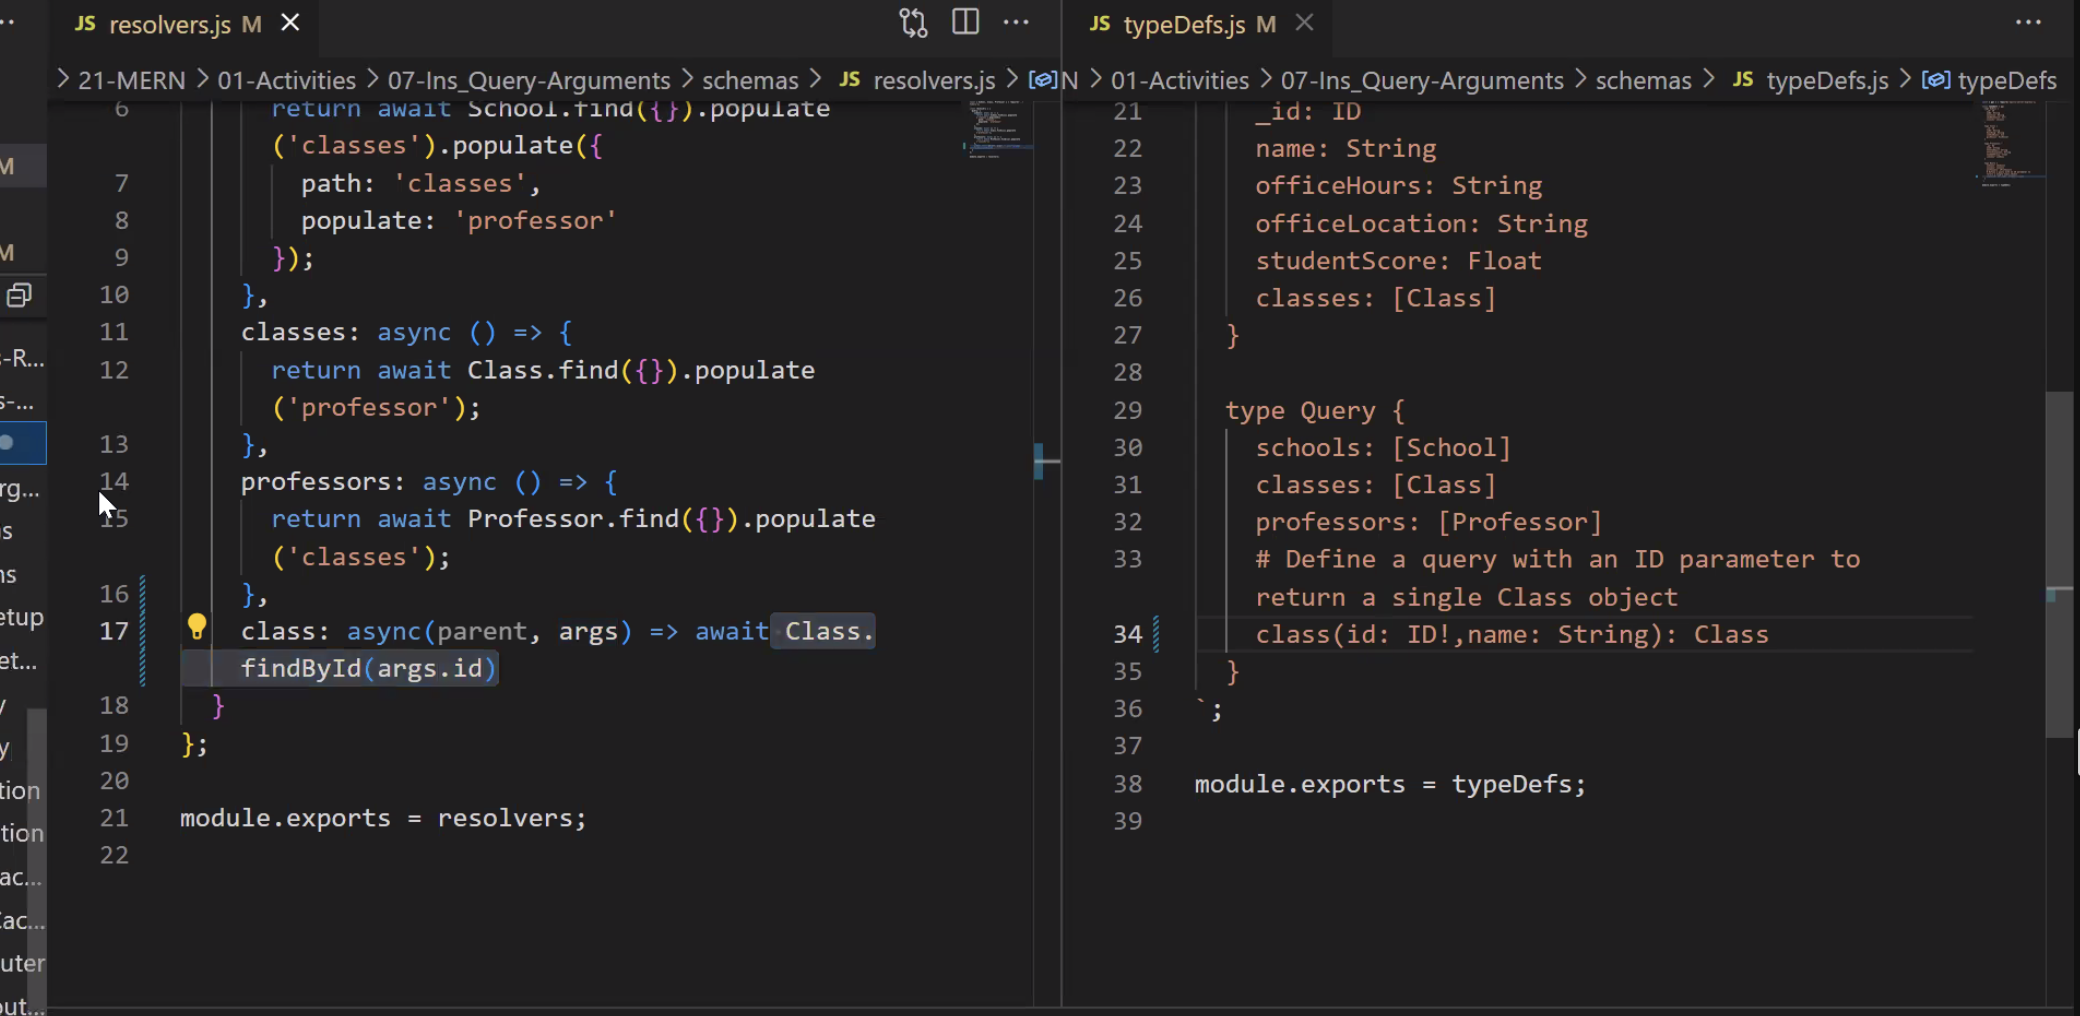 JS resolvers.js M
JS typeDefs.js M
21-MERN > 01-Activities > 07-Ins_Query-Arguments > schemas > JS resolvers.js >
N > 01-Activities > 07-Ins_Query-Arguments > schemas > JS typeDefs.js > typeDefs
6 return await School.find({}).populate
('classes').populate({
7 path: 'classes',
8 populate: 'professor'
9 });
10 },
11 classes: async () => {
12 return await Class.find({}).populate
('professor');
13 },
14 professors: async () => {
15 return await Professor.find({}).populate
('classes');
16 },
17 class: async(parent, args) => await Class.
findById(args.id)
18 }
19 };
20
21 module.exports = resolvers;
22
21 _id: ID
22 name: String
23 officeHours: String
24 officeLocation: String
25 studentScore: Float
26 classes: [Class]
27 }
28
29 type Query {
30 schools: [School]
31 classes: [Class]
32 professors: [Professor]
33 # Define a query with an ID parameter to
return a single Class object
34 class(id: ID!,name: String): Class
35 }
36 `;
37
38 module.exports = typeDefs;
39
M
M
-R...
s-...
rg...
s
ns
etup
et...
y
y
tion
tion
ac...
ac...
uter
out...